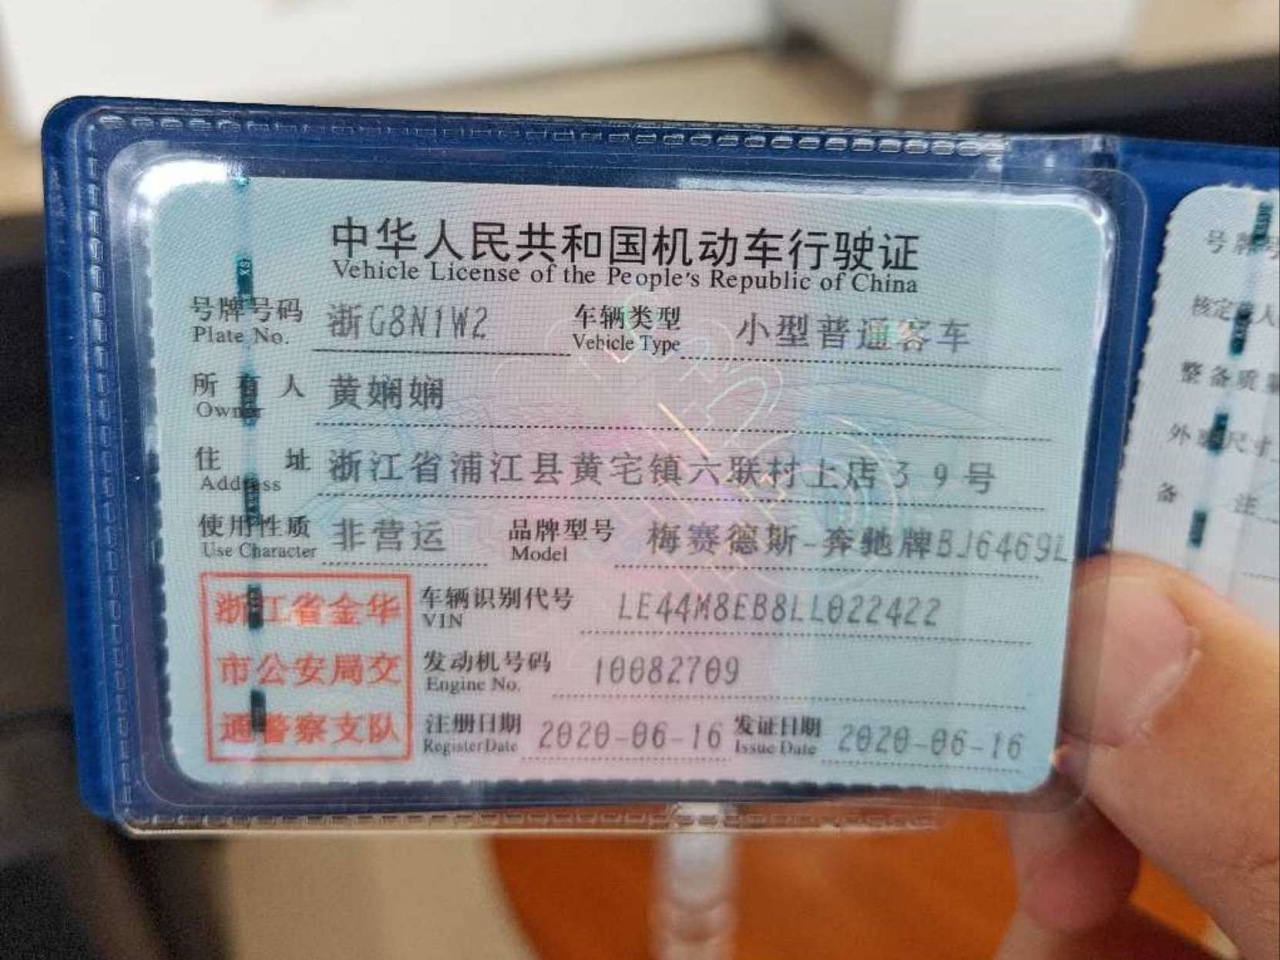 中华人民共和国机动车行驶证
Vehicle License of the People's Republic of China
号牌号码 浙G8N1W2 车辆类型 小型普通客车
Plate No. Vehicle Type
所有人 黄娴娴
Owner
住址 浙江省浦江县黄宅镇六联村上店39号
Address
使用性质 非营运 品牌型号 梅赛德斯-奔驰牌BJ6469L
Use Character Model
浙江省金华
市公安局交
通警察支队
车辆识别代号 LE44M8EB8LL022422
VIN
发动机号码 10082709
Engine No.
注册日期 2020-06-16 发证日期 2020-06-16
Register Date Issue Date
号牌号
核定载人
整备质量
外廓尺寸
备注